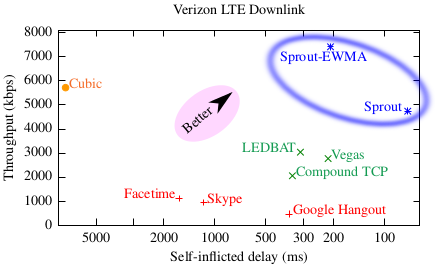 Verizon LTE Downlink
Throughput (kbps)
8000
7000
6000
5000
4000
3000
2000
1000
0
Cubic
Better
Sprout-EWMA
Sprout
LEDBAT
Vegas
Compound TCP
Facetime
Skype
Google Hangout
5000 2000 1000 500 300 200 100
Self-inflicted delay (ms)